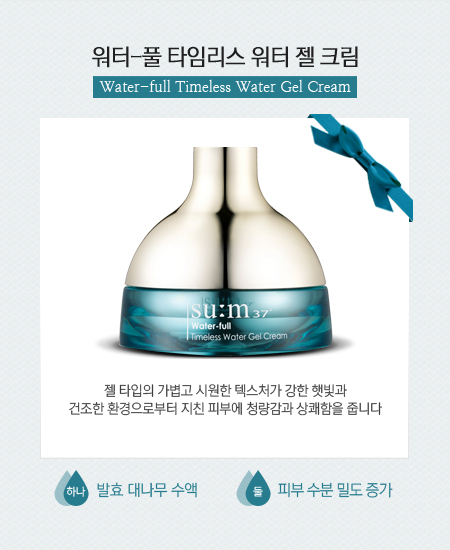 워터-풀 타임리스 워터 젤 크림
Water-full Timeless Water Gel Cream
su:m37°
Water-full
Timeless Water Gel Cream
젤 타입의 가볍고 시원한 텍스처가 강한 햇빛과
건조한 환경으로부터 지친 피부에 청량감과 상쾌함을 줍니다
하나 발효 대나무 수액
둘 피부 수분 밀도 증가